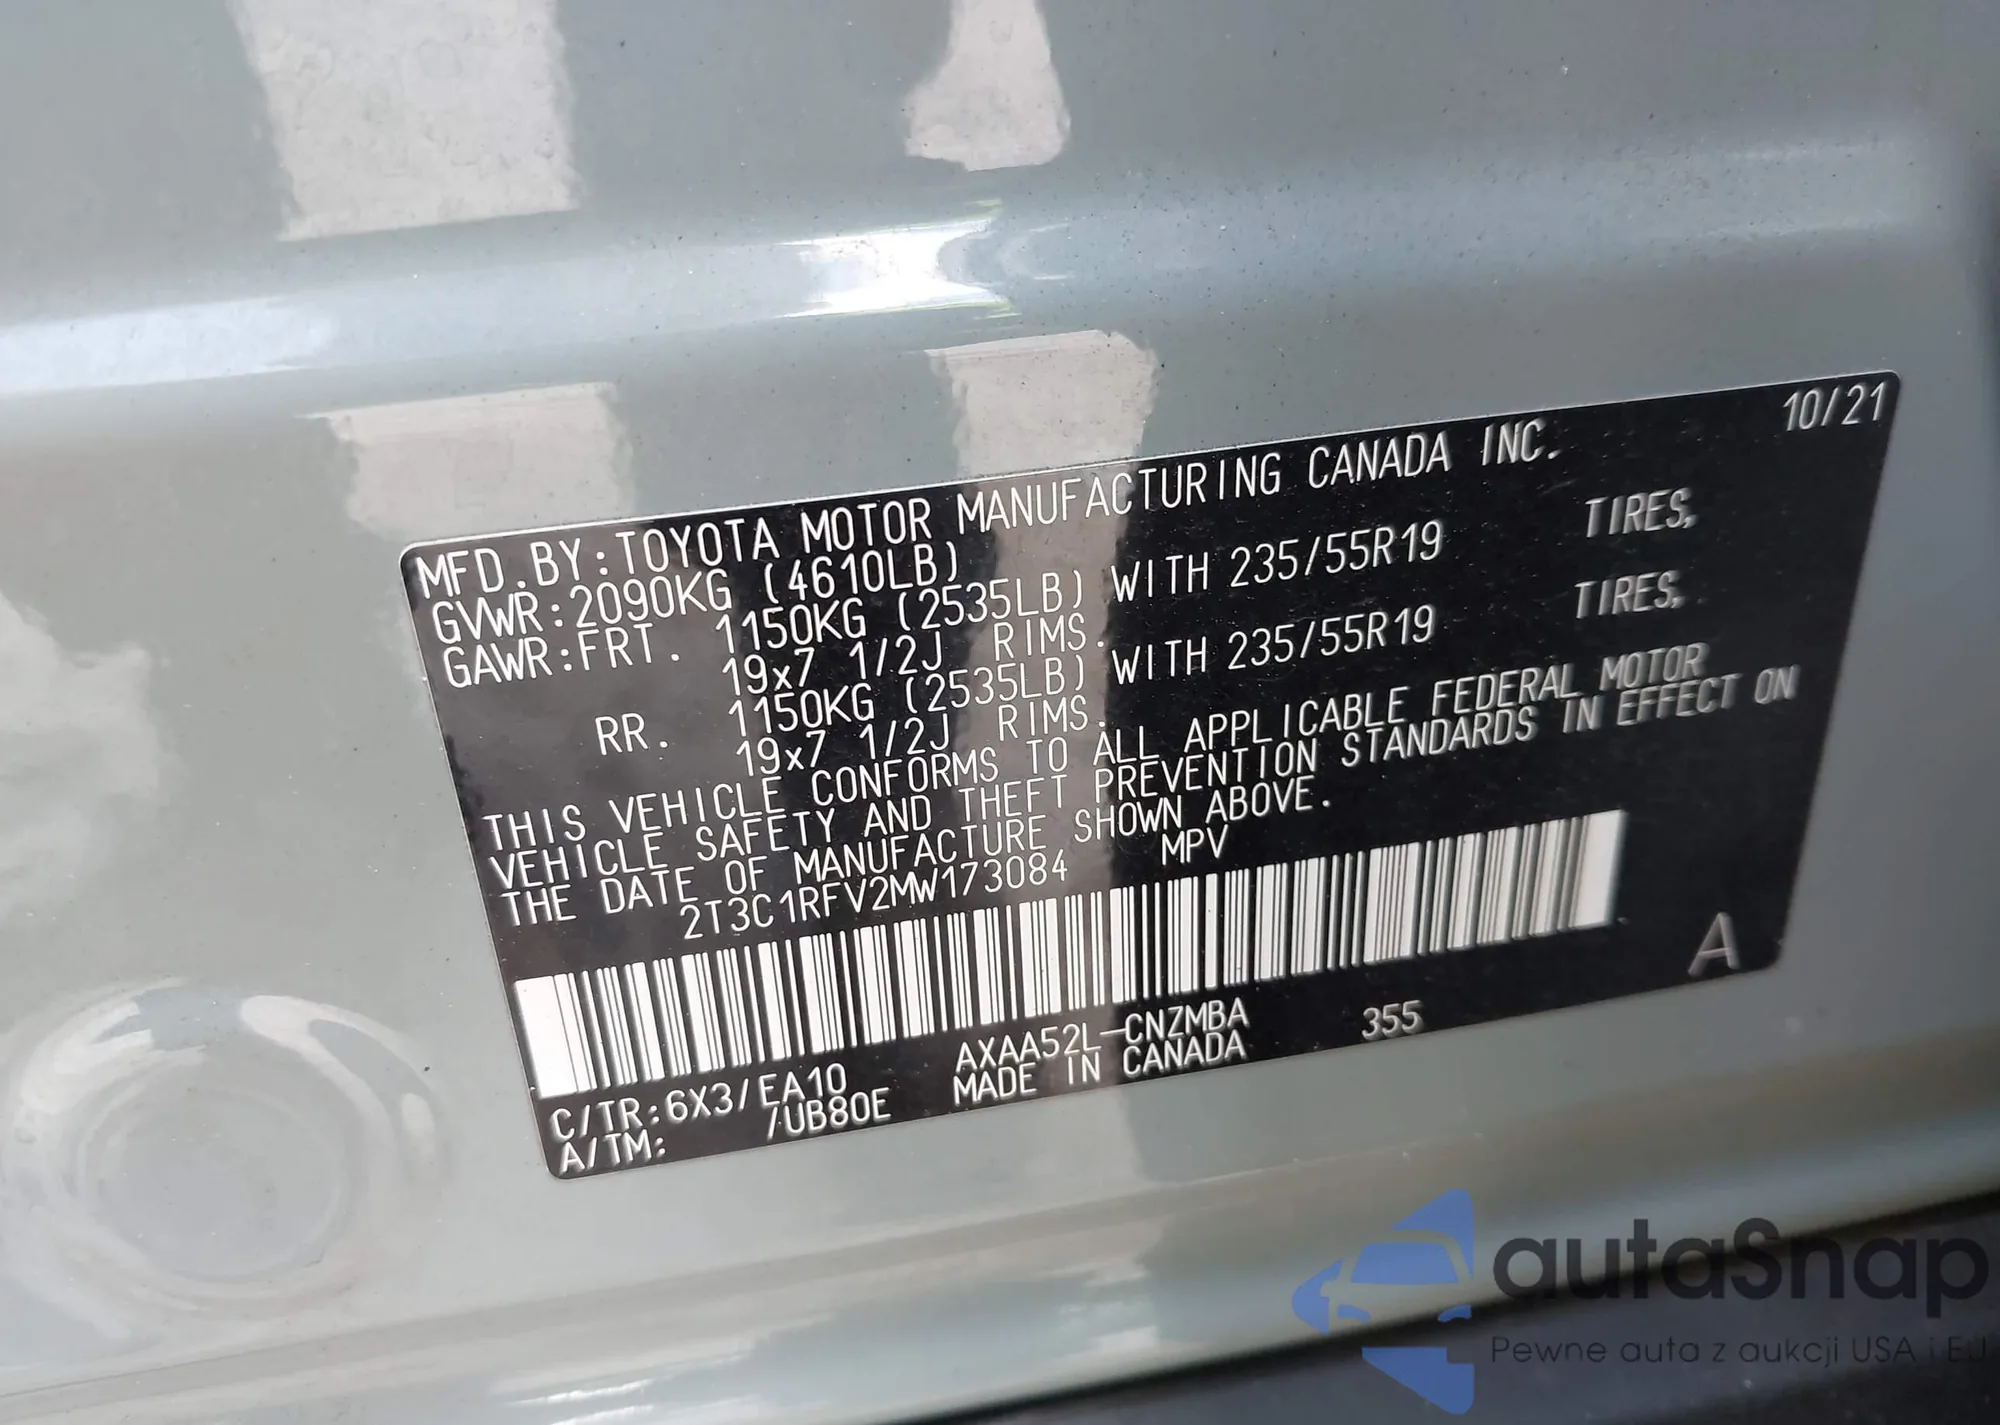 10/21
MFD.BY:TOYOTA MOTOR MANUFACTURING CANADA INC.
GVWR:2090KG (4610LB)
GAWR:FRT. 1150KG (2535LB) WITH 235/55R19 TIRES,
19x7 1/2J RIMS.
RR. 1150KG (2535LB) WITH 235/55R19 TIRES,
19x7 1/2J RIMS.
THIS VEHICLE CONFORMS TO ALL APPLICABLE FEDERAL MOTOR
VEHICLE SAFETY AND THEFT PREVENTION STANDARDS IN EFFECT ON
THE DATE OF MANUFACTURE SHOWN ABOVE.
2T3C1RFV2MW173084 MPV
A
C/TR:6X3/EA10 AXAA52L-CNZMBA 355
A/TM: /UB80E MADE IN CANADA
autaSnap
Pewne auta z aukcji USA i EU